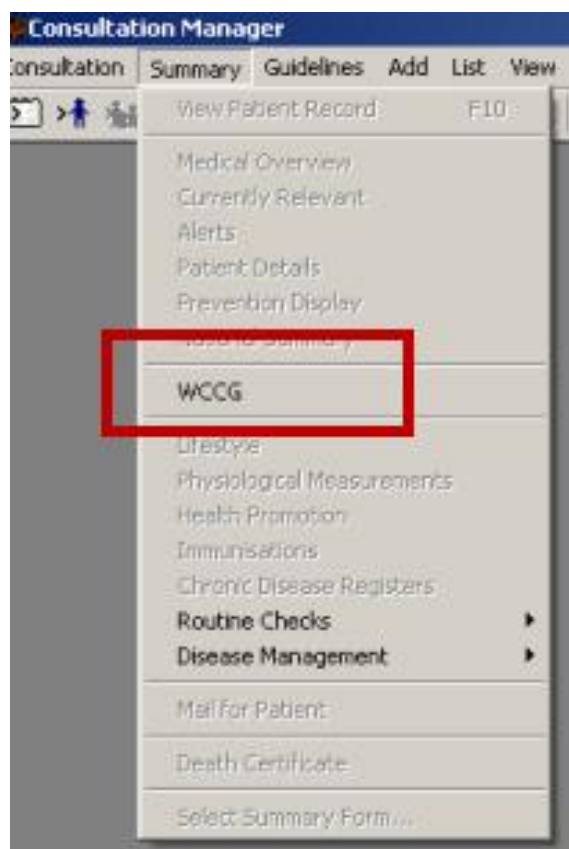 Consultation Manager
Consultation Summary Guidelines Add List View
View Patient Record F10
Medical Overview
Currently Relevant
Alerts
Patient Details
Prevention Display
Summary
WCCG
Lifestyle
Physiological Measurements
Health Promotion
Immunisations
Chronic Disease Registers
Routine Checks
Disease Management
Mail for Patient
Death Certificate
Select Summary Form...